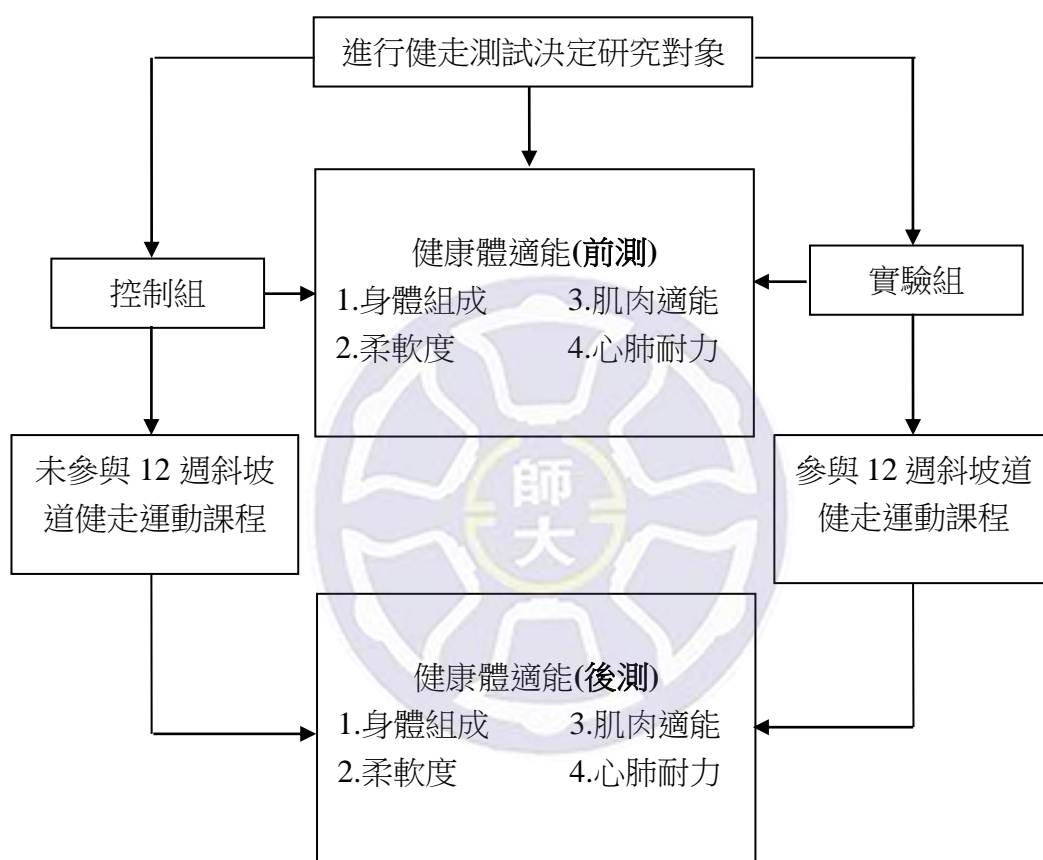 進行健走測試決定研究對象
健康體適能(前測)
1.身體組成 3.肌肉適能
2.柔軟度 4.心肺耐力
控制組
實驗組
未參與 12 週斜坡
道健走運動課程
參與 12 週斜坡道
健走運動課程
師
大
健康體適能(後測)
1.身體組成 3.肌肉適能
2.柔軟度 4.心肺耐力